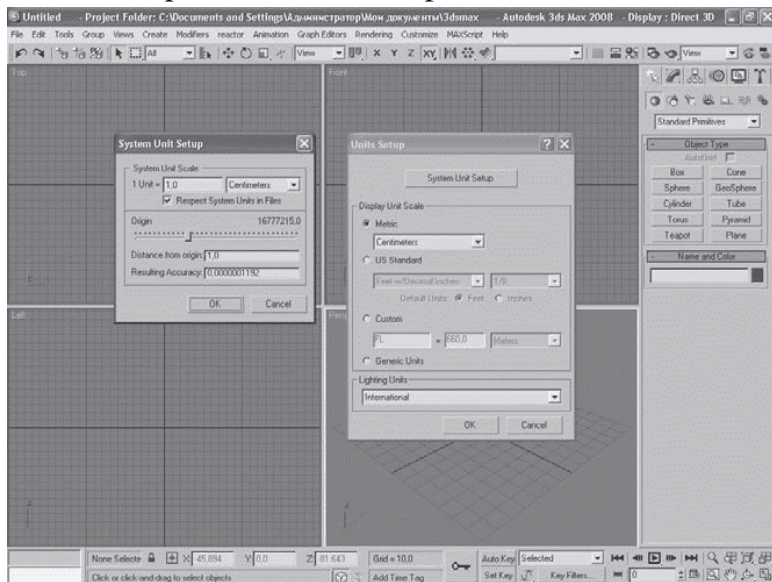 Untitled - Project Folder: C:\Documents and Settings\Администратор\Мои документы\3dsmax - Autodesk 3ds Max 2008 - Display : Direct 3D
File Edit Tools Group Views Create Modifiers reactor Animation Graph Editors Rendering Customize MAXScript Help
All View X Y Z XY View
Top Front
Standard Primitives
System Unit Setup
Units Setup
Object Type
AutoGrid
System Unit Scale
1 Unit = 1,0 Centimeters
Respect System Units in Files
System Unit Setup
Box Cone
Sphere GeoSphere
Cylinder Tube
Torus Pyramid
Teapot Plane
Origin 16777215,0
Display Unit Scale
Metric
Centimeters
Distance from origin: 1,0
Resulting Accuracy: 0,0000001192
US Standard
Feet w/Decimal Inches 1/8
Default Units: Feet Inches
Name and Color
OK Cancel
Left
Custom
FL = 660,0 Meters
Generic Units
Lighting Units
International
OK Cancel
None Selecte X: -45,894 Y: 0,0 Z: 81,643 Grid = 10,0 Auto Key Selected
Click or click-and-drag to select objects Add Time Tag Set Key Key Filters... 0